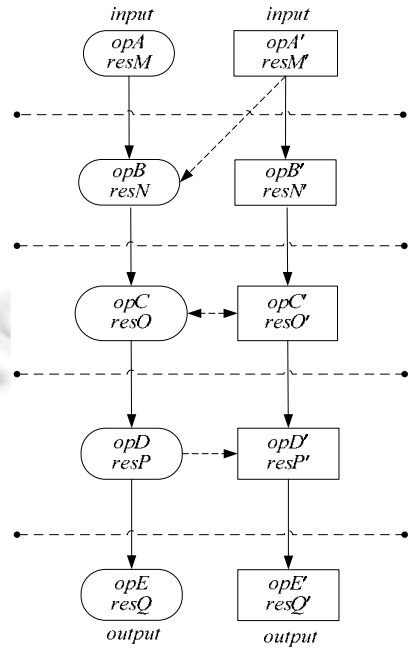 input
input
opA
resM
opA′
resM′
opB
resN
opB′
resN′
opC
resO
opC′
resO′
opD
resP
opD′
resP′
opE
resQ
opE′
resQ′
output
output